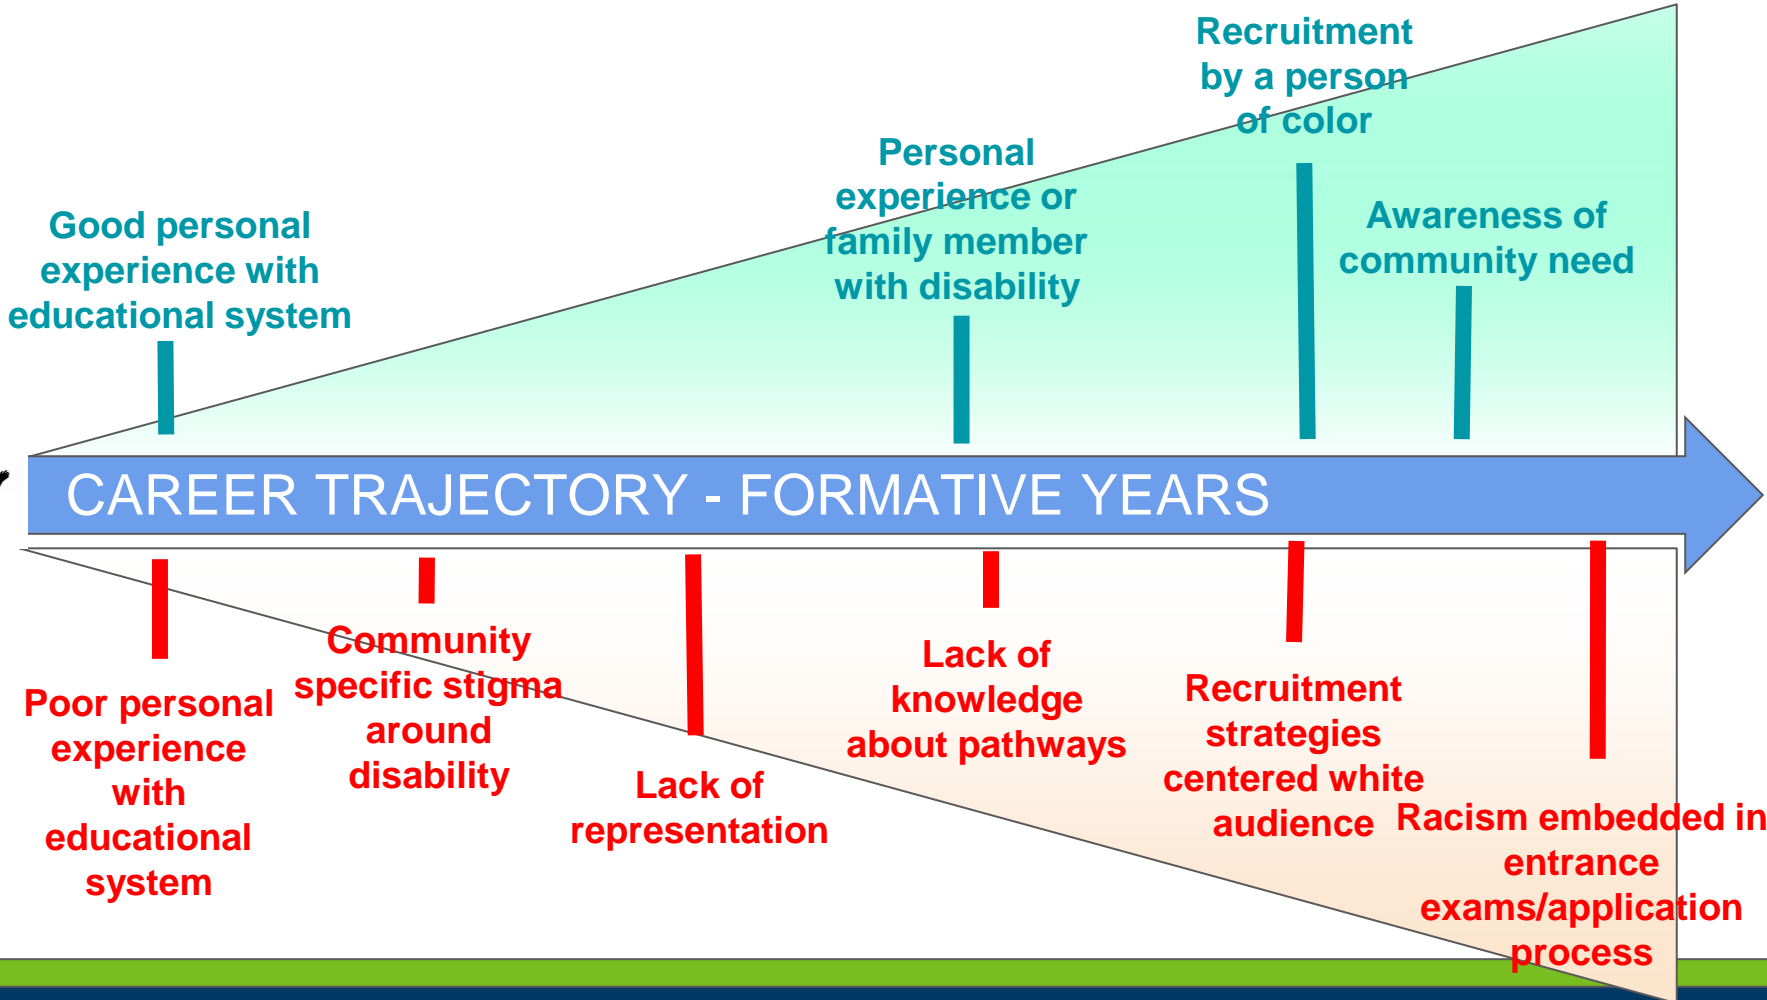 Recruitment
by a person
of color
Personal
experience or
family member
with disability
Good personal
experience with
educational system
Awareness of
community need
CAREER TRAJECTORY - FORMATIVE YEARS
Poor personal
experience
with
educational
system
Community
specific stigma
around
disability
Lack of
representation
Lack of
knowledge
about pathways
Recruitment
strategies
centered white
audience
Racism embedded in
entrance
exams/application
process